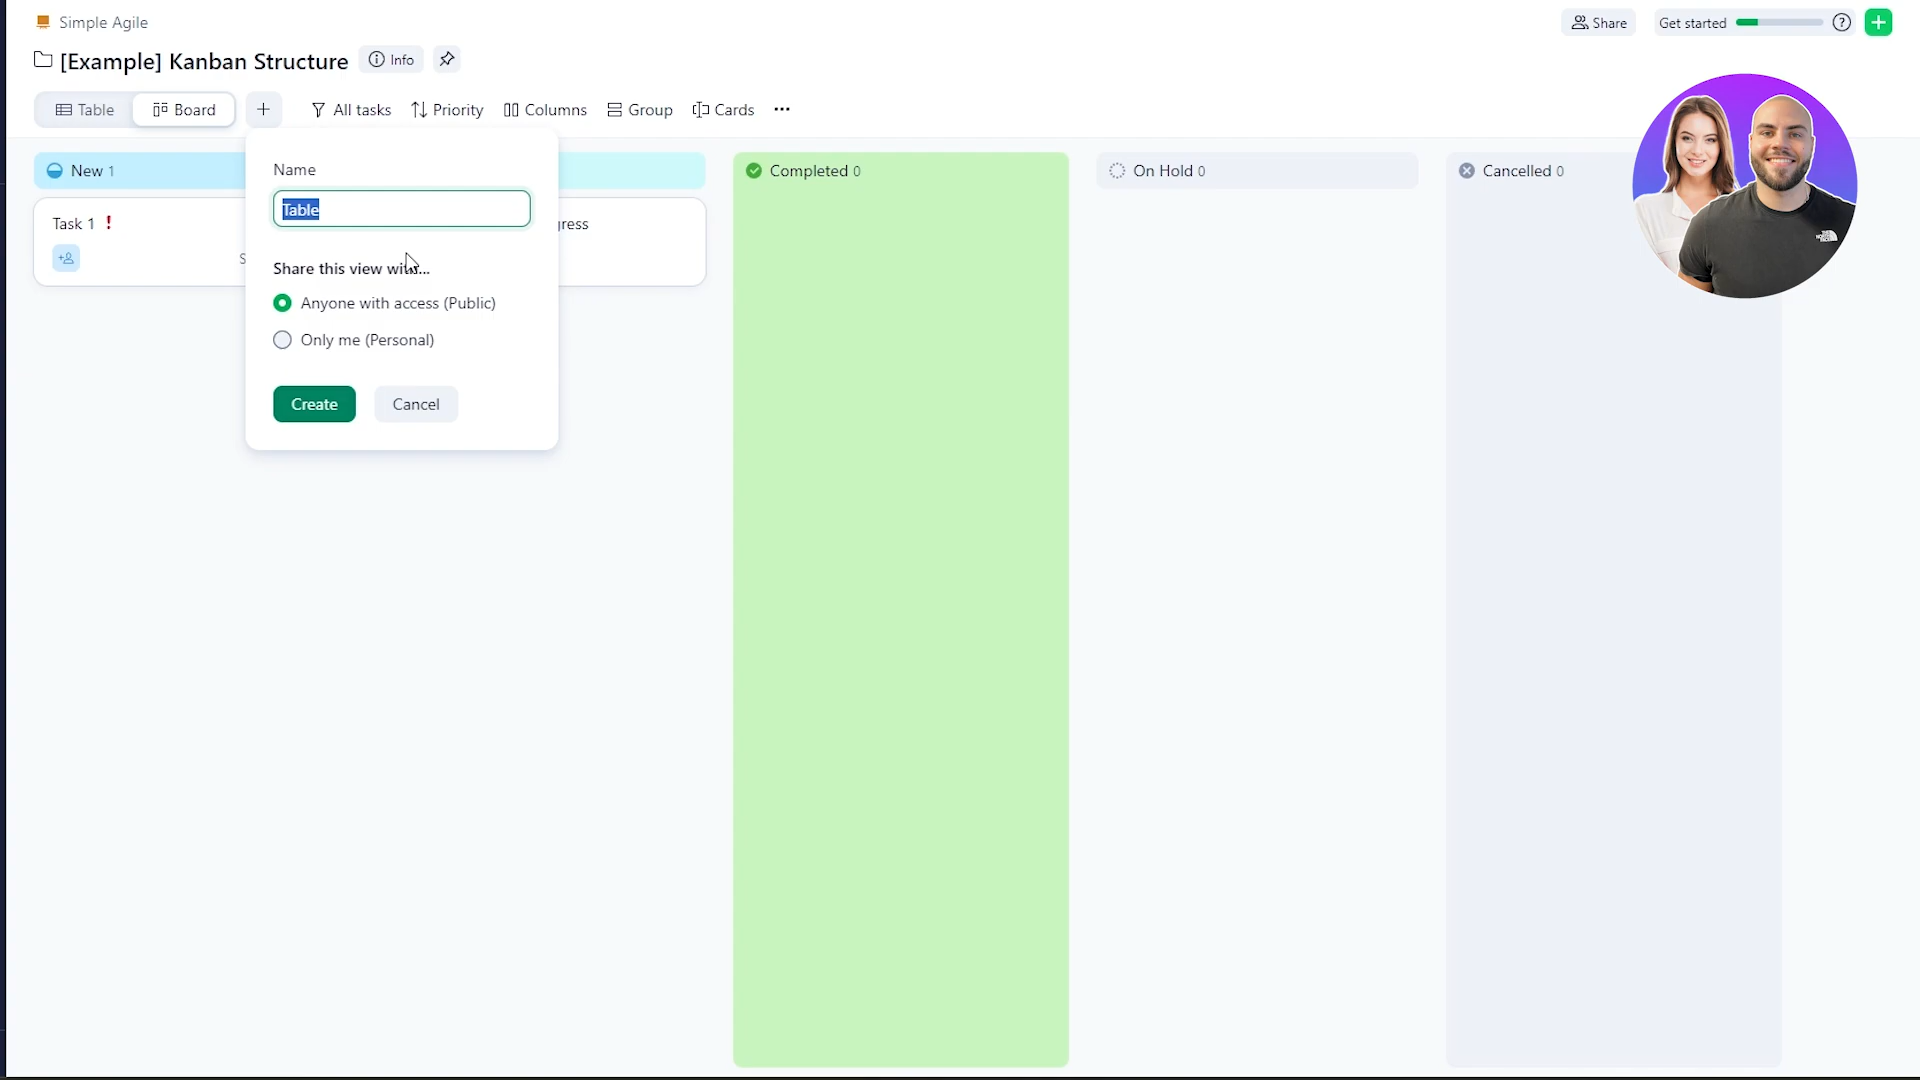 Simple Agile
Share
Get started
[Example] Kanban Structure
Info
Table
Board
All tasks
Priority
Columns
Group
Cards
New 1
Completed 0
On Hold 0
Cancelled 0
Name
Table
Task 1 !
Share this view with...
Anyone with access (Public)
Only me (Personal)
Create
Cancel